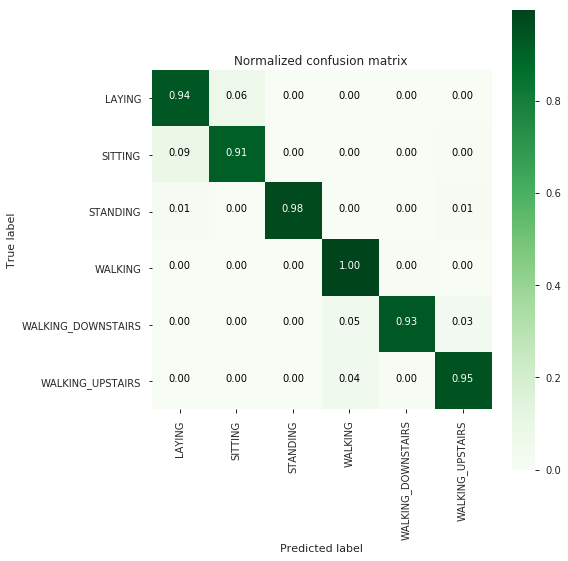 Normalized confusion matrix
True label
LAYING 0.94 0.06 0.00 0.00 0.00 0.00
SITTING 0.09 0.91 0.00 0.00 0.00 0.00
STANDING 0.01 0.00 0.98 0.00 0.00 0.01
WALKING 0.00 0.00 0.00 1.00 0.00 0.00
WALKING_DOWNSTAIRS 0.00 0.00 0.00 0.05 0.93 0.03
WALKING_UPSTAIRS 0.00 0.00 0.00 0.04 0.00 0.95
LAYING
SITTING
STANDING
WALKING
WALKING_DOWNSTAIRS
WALKING_UPSTAIRS
Predicted label
0.8
0.6
0.4
0.2
0.0